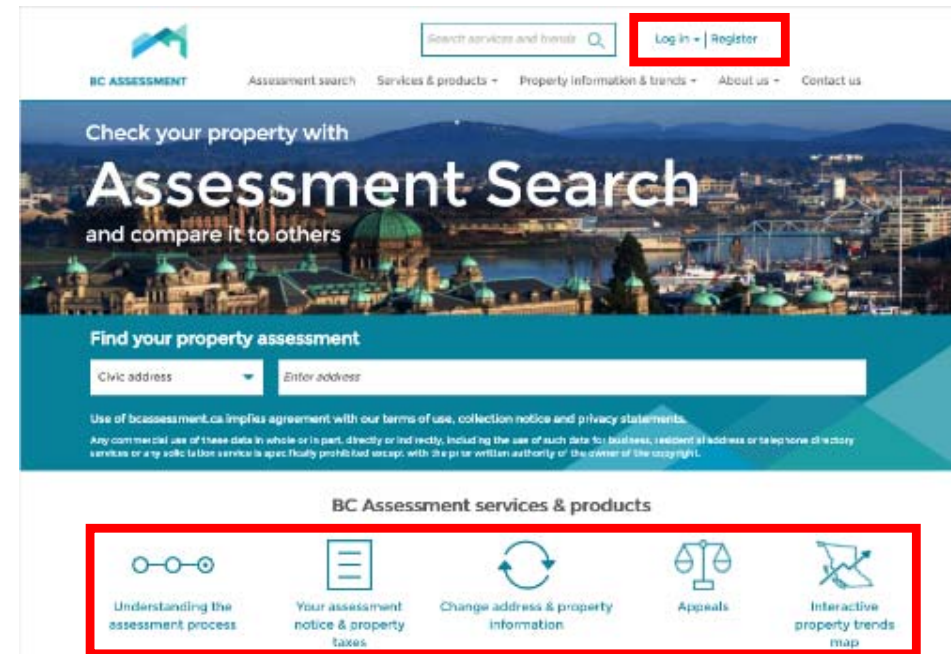 Search services and trends
Log in | Register
BC ASSESSMENT
Assessment search Services & products Property information & trends About us Contact us
Check your property with
Assessment Search
and compare it to others
Find your property assessment
Civic address Enter address
Use of bcassessment.ca implies agreement with our terms of use, collection notice and privacy statements.
Any commercial use of these data in whole or in part, directly or indirectly, including the use of such data for business, residential address or telephone directory
services or any solicitation service is specifically prohibited except with the prior written authority of the owner of the copyright.
BC Assessment services & products
Understanding the
assessment process
Your assessment
notice & property
taxes
Change address & property
information
Appeals
Interactive
property trends
map